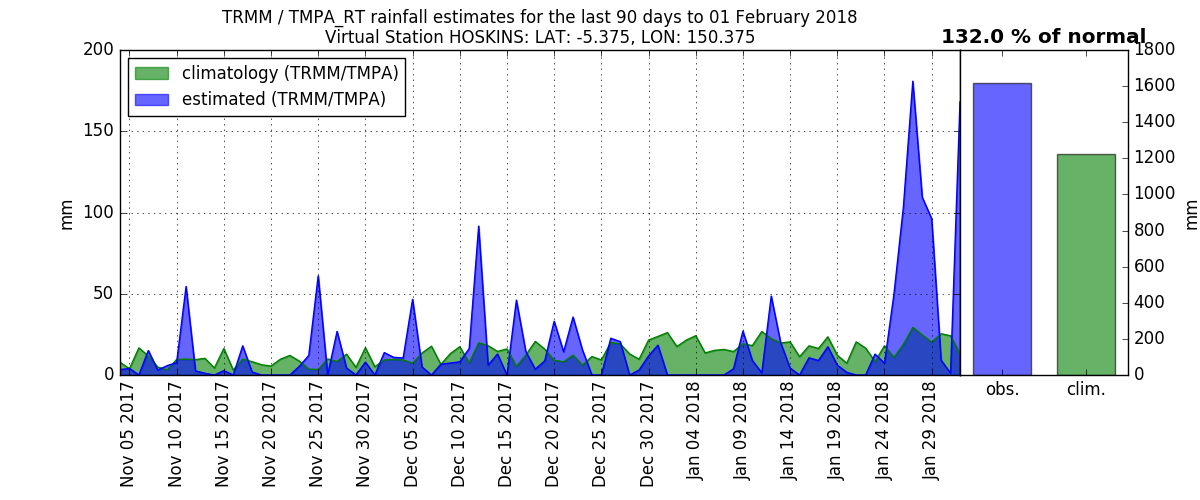 TRMM / TMPA_RT rainfall estimates for the last 90 days to 01 February 2018
Virtual Station HOSKINS: LAT: -5.375, LON: 150.375
132.0 % of normal
climatology (TRMM/TMPA)
estimated (TRMM/TMPA)
200
150
100
50
0
mm
Nov 05 2017
Nov 10 2017
Nov 15 2017
Nov 20 2017
Nov 25 2017
Nov 30 2017
Dec 05 2017
Dec 10 2017
Dec 15 2017
Dec 20 2017
Dec 25 2017
Dec 30 2017
Jan 04 2018
Jan 09 2018
Jan 14 2018
Jan 19 2018
Jan 24 2018
Jan 29 2018
1800
1600
1400
1200
1000
800
600
400
200
0
mm
obs.
clim.